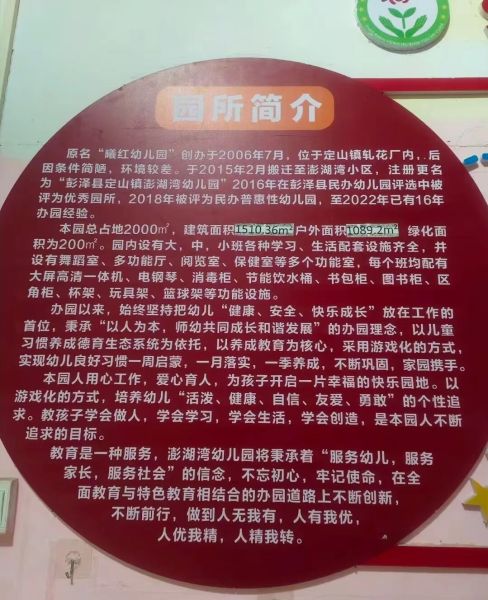 园所简介
原名“曦红幼儿园”创办于2006年7月，位于定山镇轧花厂内，后
因条件简陋，环境较差。于2015年2月搬迁至澎湖湾小区，注册更名
为“彭泽县定山镇澎湖湾幼儿园”2016年在彭泽县民办幼儿园评选中被
评为优秀园所，2018年被评为民办普惠性幼儿园，至2022年已有16年
办园经验。
本园总占地2000㎡，建筑面积1510.36m²户外面积1089.2m² 绿化面
积为200㎡。园内设有大，中，小班各种学习、生活配套设施齐全，并
设有舞蹈室、多功能厅、阅览室、保健室等多个功能室，每个班均配有
大屏高清一体机、电钢琴、消毒柜、节能饮水桶、书包柜、图书柜、区
角柜、杯架、玩具架、篮球架等功能设施。
办园以来，始终坚持把幼儿“健康、安全、快乐成长”放在工作的
首位，秉承“以人为本，师幼共同成长和谐发展”的办园理念，以儿童
习惯养成德育生态系统为依托，以养成教育为核心，采用游戏化的方式，
实现幼儿良好习惯一周启蒙，一月落实，一季养成，不断巩固，家园携手。
本园人用心工作，爱心育人，为孩子开启一片幸福的快乐园地。以
游戏化的方式，培养幼儿“活泼、健康、自信、友爱、勇敢”的个性追
求。教孩子学会做人，学会学习，学会生活，学会创造，是本园人不断
追求的目标。
教育是一种服务，澎湖湾幼儿园将秉承着“服务幼儿，服务
家长，服务社会”的信念，不忘初心，牢记使命，在全
面教育与特色教育相结合的办园道路上不断创新，
不断前行，做到人无我有，人有我优，
人优我精，人精我转。